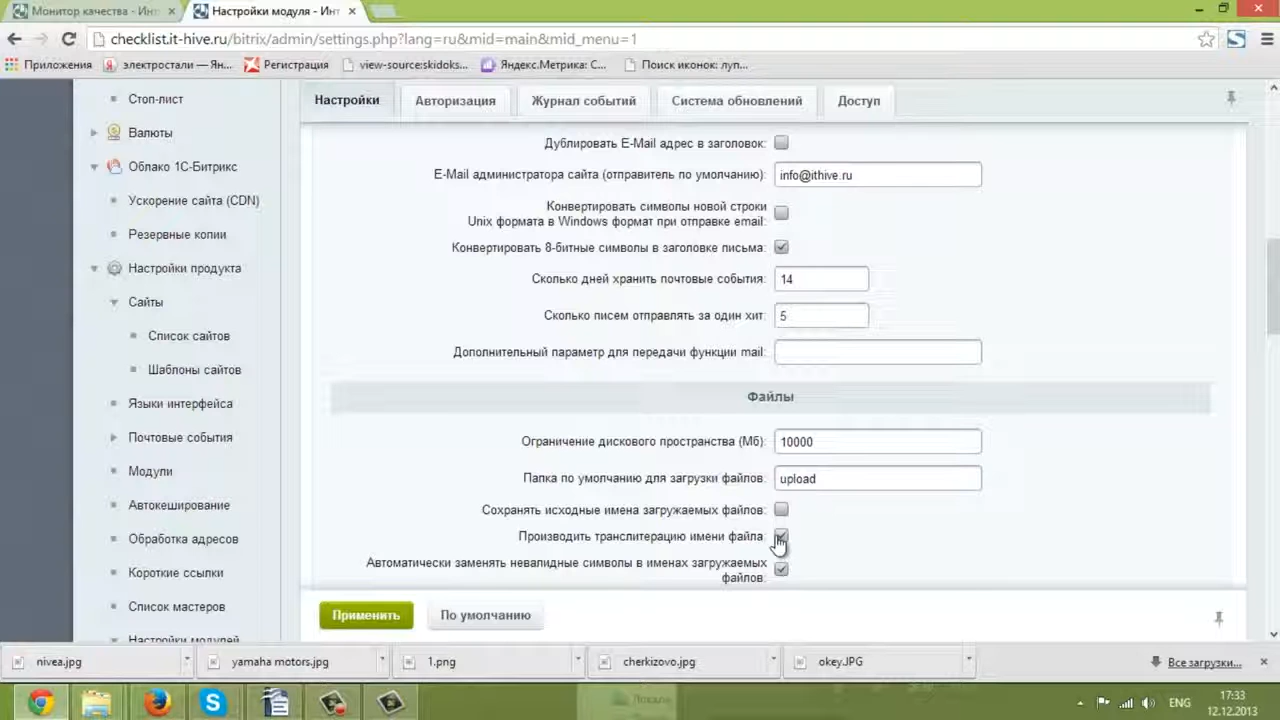 Монитор качества - Инт
Настройки модуля - Инт
checklist.it-hive.ru/bitrix/admin/settings.php?lang=ru&mid=main&mid_menu=1
Приложения
электростали — Ян...
Регистрация
view-source:skidoks...
Яндекс.Метрика: С...
Поиск иконок: луп...
Стоп-лист
Валюты
Облако 1С-Битрикс
Ускорение сайта (CDN)
Резервные копии
Настройки продукта
Сайты
Список сайтов
Шаблоны сайтов
Языки интерфейса
Почтовые события
Модули
Автокеширование
Обработка адресов
Короткие ссылки
Список мастеров
Настройки модулей
Настройки
Авторизация
Журнал событий
Система обновлений
Доступ
Дублировать E-Mail адрес в заголовок:
E-Mail администратора сайта (отправитель по умолчанию): info@ithive.ru
Конвертировать символы новой строки
Unix формата в Windows формат при отправке email:
Конвертировать 8-битные символы в заголовке письма:
Сколько дней хранить почтовые события: 14
Сколько писем отправлять за один хит: 5
Дополнительный параметр для передачи функции mail:
Файлы
Ограничение дискового пространства (Мб): 10000
Папка по умолчанию для загрузки файлов: upload
Сохранять исходные имена загружаемых файлов:
Производить транслитерацию имени файла:
Автоматически заменять невалидные символы в именах загружаемых
файлов:
Применить
По умолчанию
nivea.jpg
yamaha motors.jpg
1.png
cherkizovo.jpg
okey.JPG
Все загрузки...
ENG
17:33
12.12.2013